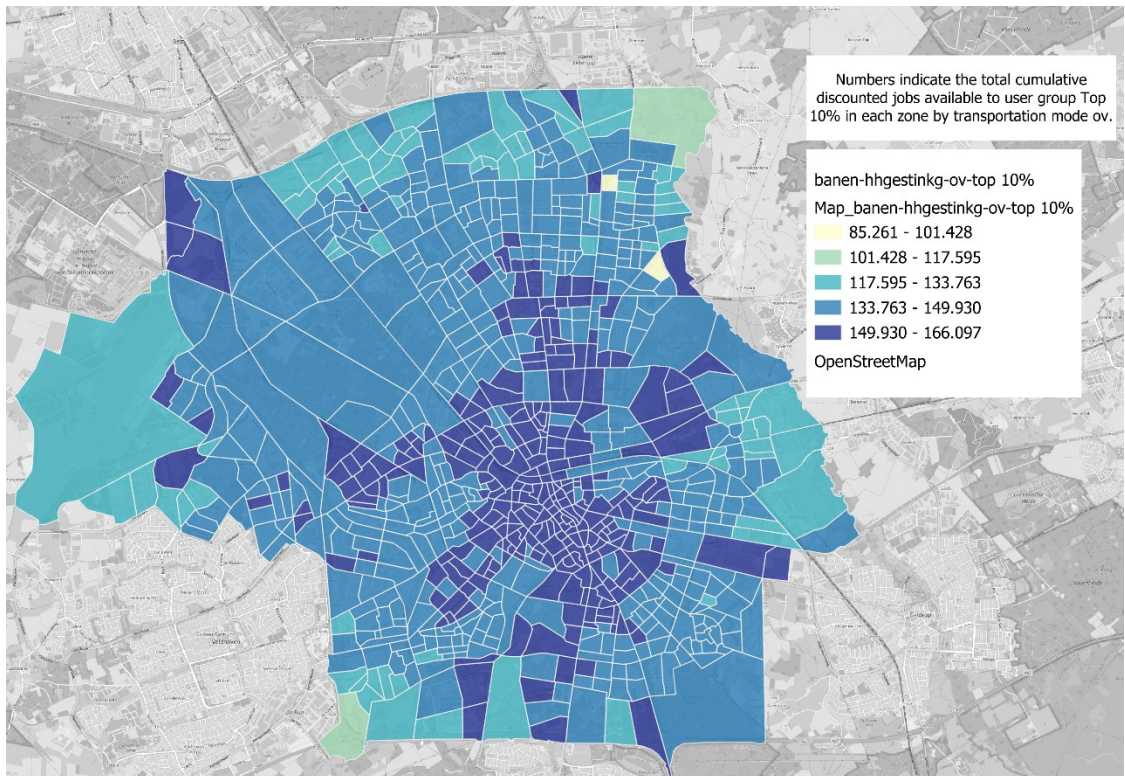 Numbers indicate the total cumulative
discounted jobs available to user group Top
10% in each zone by transportation mode ov.
banen-hhgestinkg-ov-top 10%
Map_banen-hhgestinkg-ov-top 10%
85.261 - 101.428
101.428 - 117.595
117.595 - 133.763
133.763 - 149.930
149.930 - 166.097
OpenStreetMap
Veldhoven